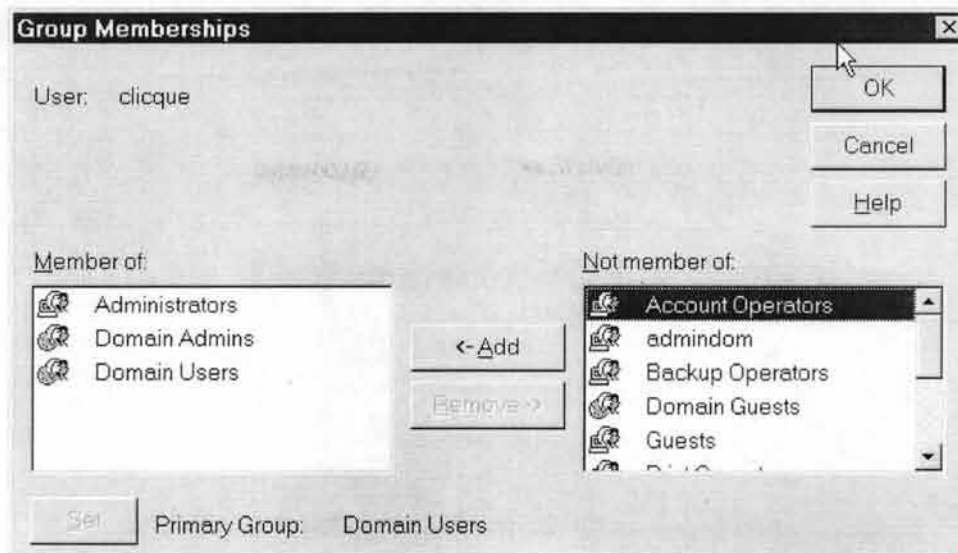 Group Memberships
User: clicque
OK
Cancel
Help
Member of:
Administrators
Domain Admins
Domain Users
<- Add
Remove ->
Not member of:
Account Operators
admindom
Backup Operators
Domain Guests
Guests
Set
Primary Group: Domain Users